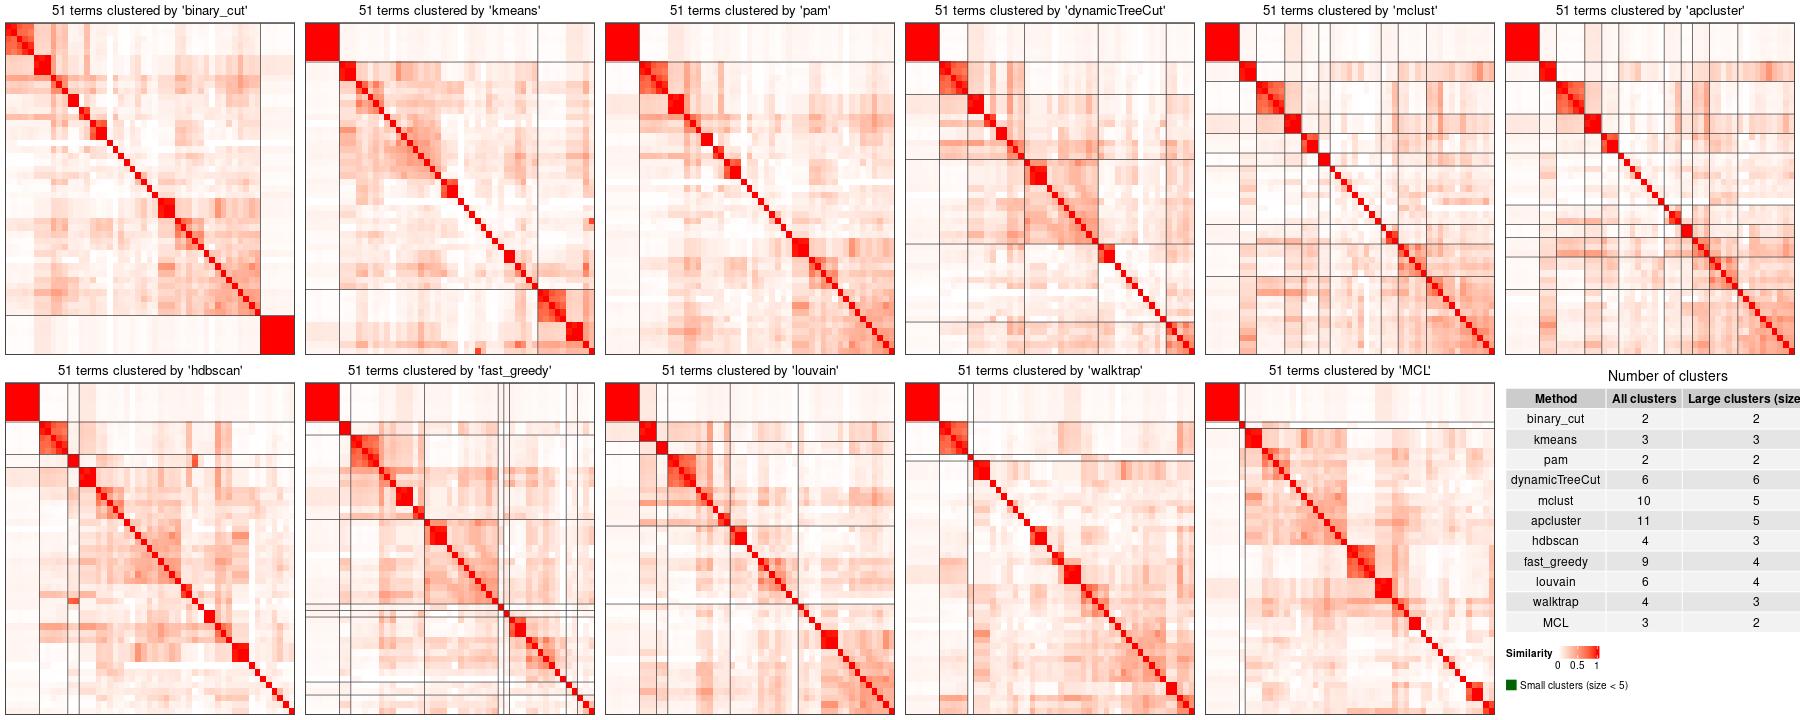 51 terms clustered by 'binary_cut'
51 terms clustered by 'kmeans'
51 terms clustered by 'pam'
51 terms clustered by 'dynamicTreeCut'
51 terms clustered by 'mclust'
51 terms clustered by 'apcluster'
51 terms clustered by 'hdbscan'
51 terms clustered by 'fast_greedy'
51 terms clustered by 'louvain'
51 terms clustered by 'walktrap'
51 terms clustered by 'MCL'
Number of clusters
Method All clusters Large clusters (size
binary_cut 2 2
kmeans 3 3
pam 2 2
dynamicTreeCut 6 6
mclust 10 5
apcluster 11 5
hdbscan 4 3
fast_greedy 9 4
louvain 6 4
walktrap 4 3
MCL 3 2
Similarity
0 0.5 1
Small clusters (size < 5)